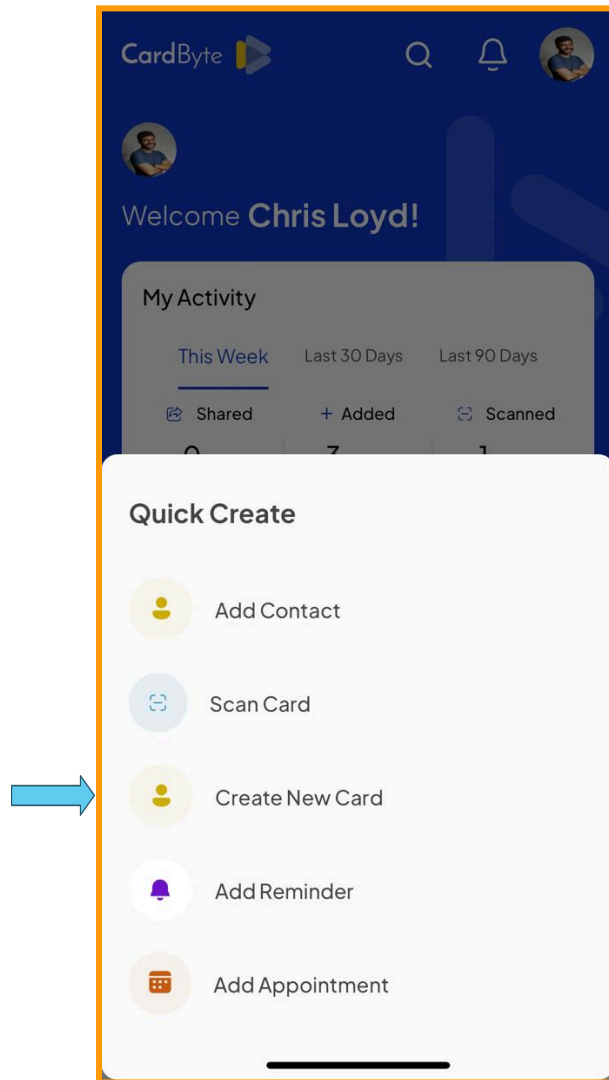 CardByte
Welcome Chris Loyd!
My Activity
This Week Last 30 Days Last 90 Days
Shared + Added Scanned
Quick Create
Add Contact
Scan Card
Create New Card
Add Reminder
Add Appointment